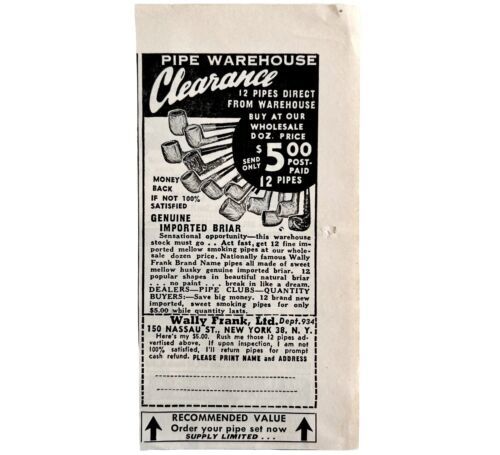 PIPE WAREHOUSE
Clearance
12 PIPES DIRECT
FROM WAREHOUSE
BUY AT OUR
WHOLESALE
DOZ. PRICE
SEND ONLY
$5.00
POST-PAID
12 PIPES
MONEY
BACK
IF NOT 100%
SATISFIED
GENUINE
IMPORTED BRIAR
Sensational opportunity—this warehouse
stock must go . . Act fast, get 12 fine im-
ported mellow smoking pipes at our whole-
sale dozen price. Nationally famous Wally
Frank Brand Name pipes all made of sweet
mellow husky genuine imported briar. 12
popular shapes in beautiful natural briar
. . . no paint . . . break in like a dream.
DEALERS—PIPE CLUBS—QUANTITY
BUYERS:—Save big money. 12 brand new
imported, sweet smoking pipes for only
$5.00 while quantity lasts.
Wally Frank, Ltd. Dept. 934
150 NASSAU ST., NEW YORK 38, N. Y.
Here's my $5.00. Rush me those 12 pipes ad-
vertised above. If upon inspection, I am not
100% satisfied, I'll return pipes for prompt
cash refund. PLEASE PRINT NAME and ADDRESS
RECOMMENDED VALUE
Order your pipe set now
SUPPLY LIMITED . . .